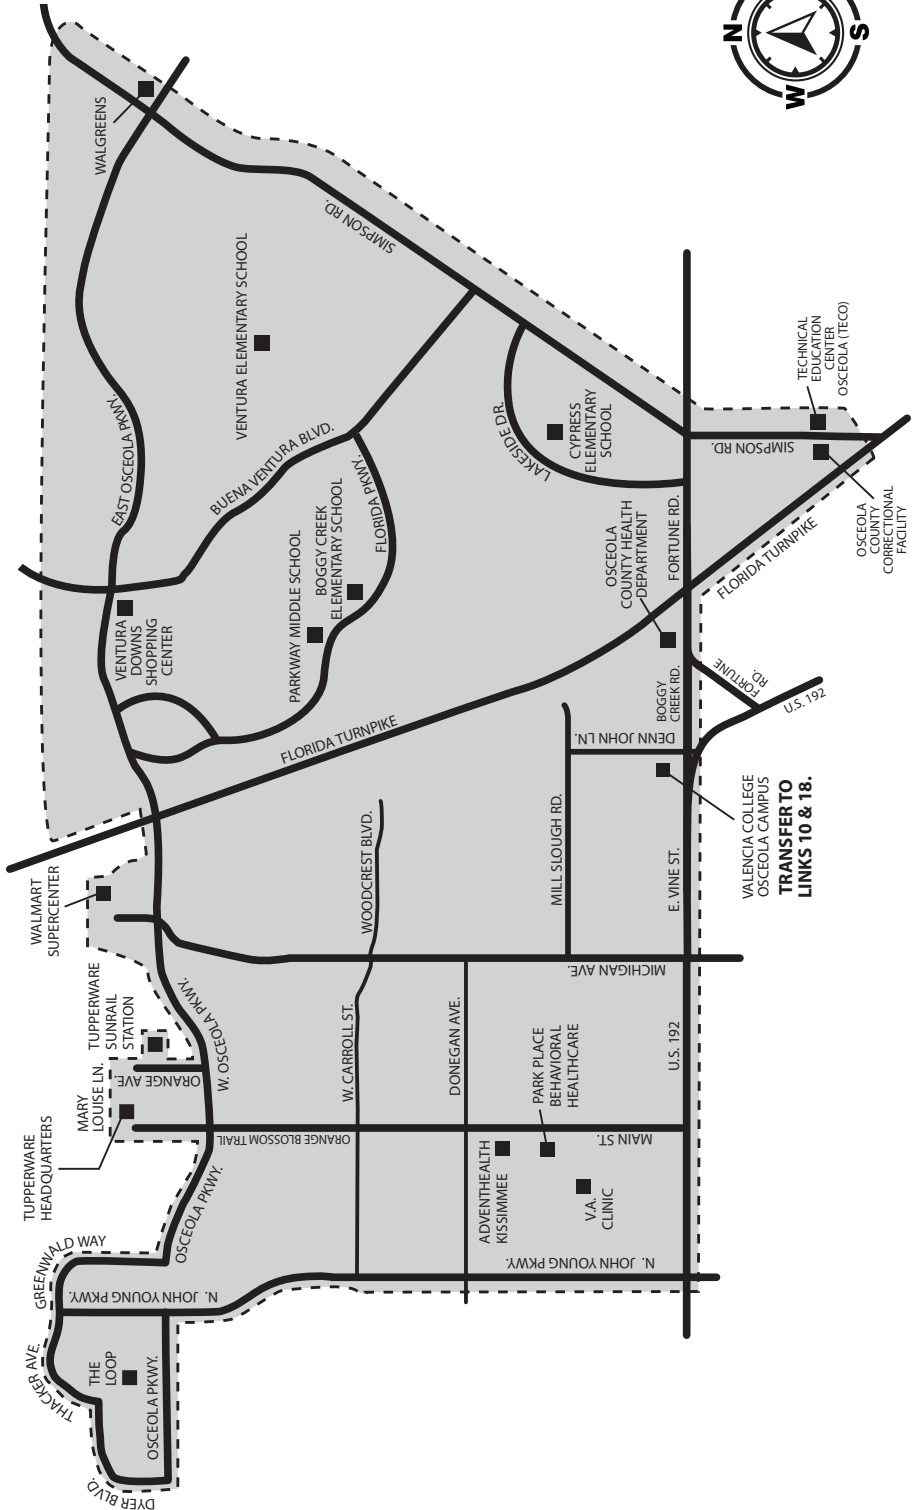 N
S
W
WALGREENS
SIMPSON RD.
VENTURA ELEMENTARY SCHOOL
EAST OSCEOLA PKWY.
BUENA VENTURA BLVD.
LAKESIDE DR.
CYPRESS
ELEMENTARY
SCHOOL
TECHNICAL
EDUCATION
CENTER
OSCEOLA (TECO)
SIMPSON RD.
OSCEOLA
COUNTY
CORRECTIONAL
FACILITY
FLORIDA TURNPIKE
FORTUNE RD.
OSCEOLA
COUNTY HEALTH
DEPARTMENT
FLORIDA PKWY.
BOGGY CREEK
ELEMENTARY SCHOOL
PARKWAY MIDDLE SCHOOL
VENTURA
DOWNS
SHOPPING
CENTER
FORTUNE
RD.
U.S. 192
BOGGY
CREEK RD.
DENN JOHN LN.
FLORIDA TURNPIKE
VALENCIA COLLEGE
OSCEOLA CAMPUS
TRANSFER TO
LINKS 10 & 18.
MILL SLOUGH RD.
E. VINE ST.
WOODCREST BLVD.
WALMART
SUPERCENTER
MICHIGAN AVE.
TUPPERWARE
SUNRAIL
STATION
W. OSCEOLA PKWY.
ORANGE AVE.
MARY
LOUISE LN.
W. CARROLL ST.
DONEGAN AVE.
PARK PLACE
BEHAVIORAL
HEALTHCARE
U.S. 192
ORANGE BLOSSOM TRAIL
MAIN ST.
TUPPERWARE
HEADQUARTERS
ADVENTHEALTH
KISSIMMEE
V.A.
CLINIC
OSCEOLA PKWY.
GREENWALD WAY
N. JOHN YOUNG PKWY.
N. JOHN YOUNG PKWY.
THACKER AVE.
THE
LOOP
OSCEOLA PKWY.
DYER BLVD.